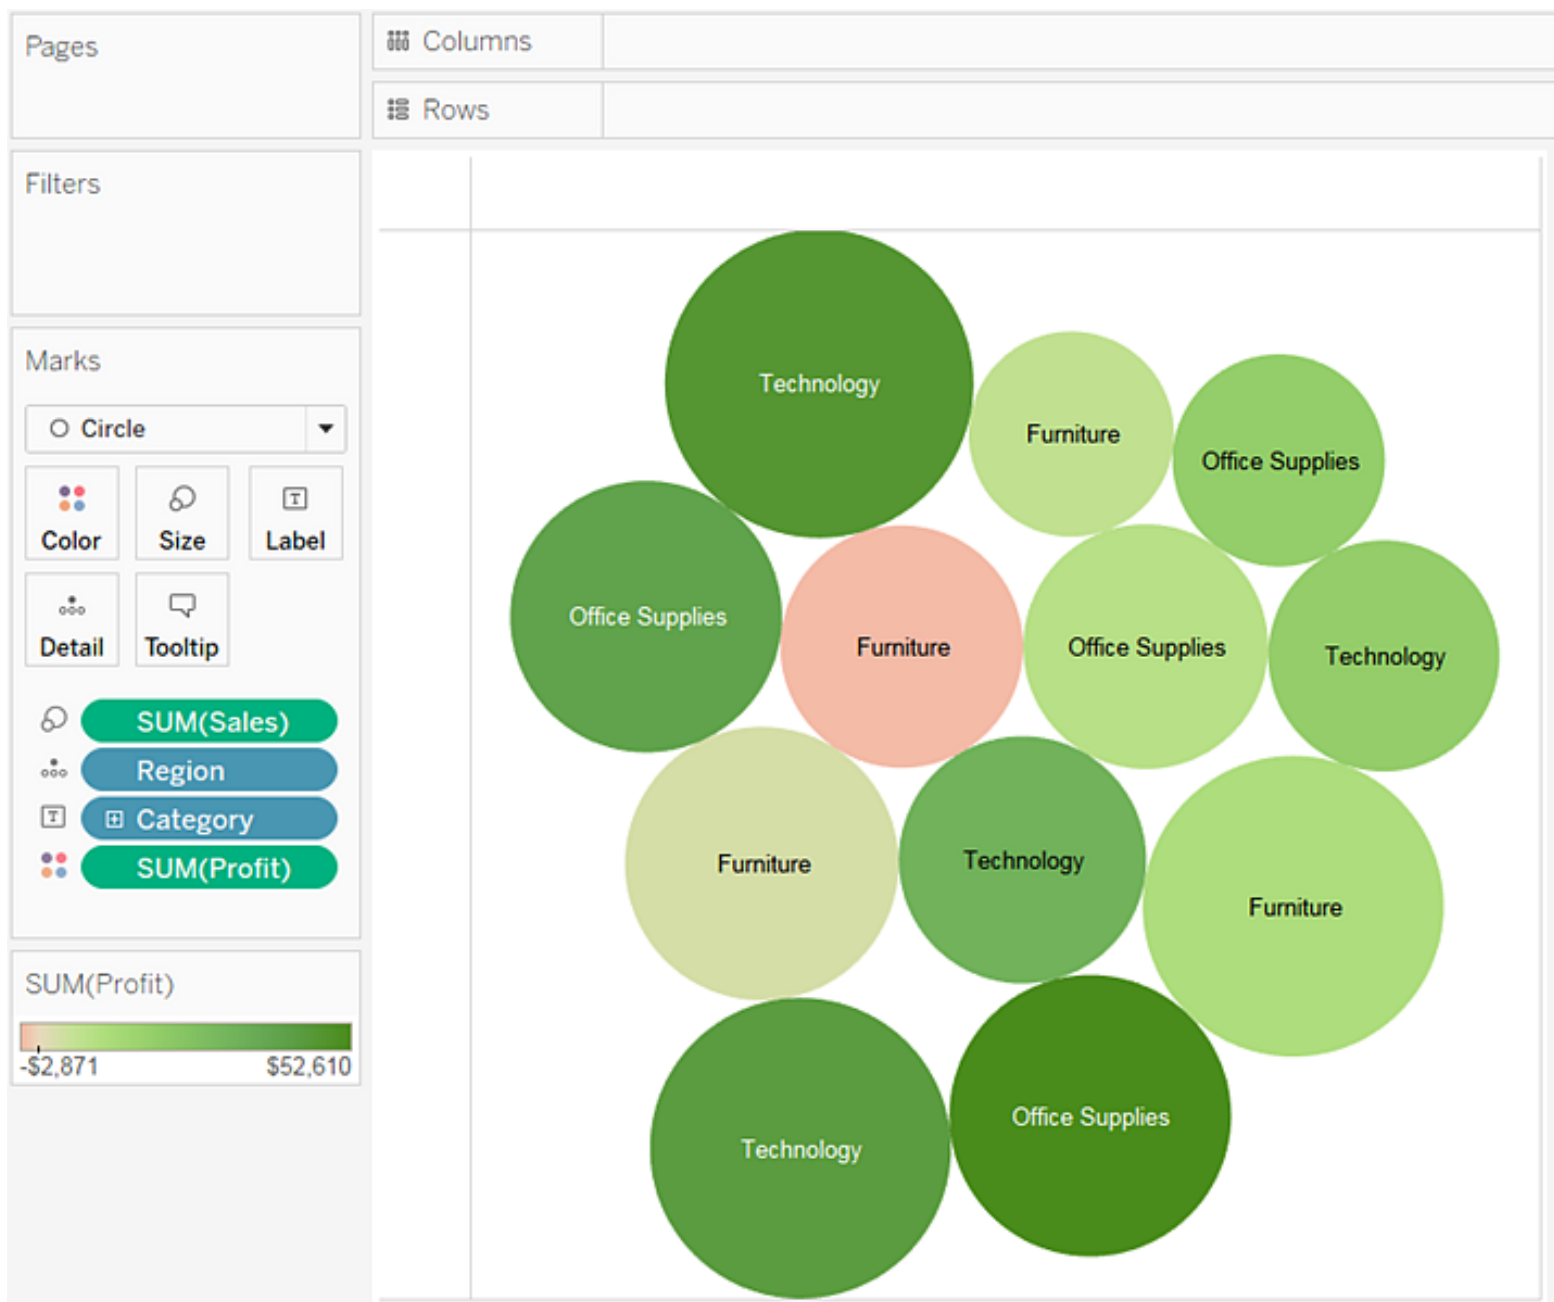 Pages
Columns
Rows
Filters
Marks
Circle
Color
Size
Label
Detail
Tooltip
SUM(Sales)
Region
Category
SUM(Profit)
SUM(Profit)
-$2,871
$52,610
Technology
Furniture
Office Supplies
Office Supplies
Furniture
Office Supplies
Technology
Furniture
Technology
Furniture
Technology
Office Supplies